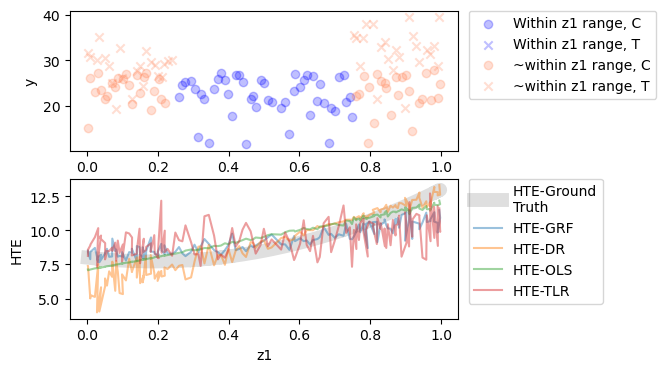 40
30
20
y
0.0 0.2 0.4 0.6 0.8 1.0
Within z1 range, C
Within z1 range, T
~within z1 range, C
~within z1 range, T
12.5
10.0
7.5
5.0
HTE
0.0 0.2 0.4 0.6 0.8 1.0
z1
HTE-Ground
Truth
HTE-GRF
HTE-DR
HTE-OLS
HTE-TLR